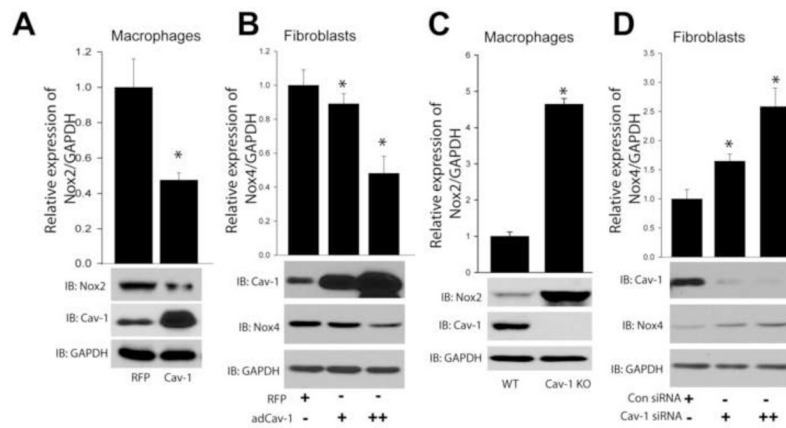 A
Macrophages
Relative expression of
Nox2/GAPDH
1.2
1.0
0.8
0.6
0.4
0.2
0.0
*
IB: Nox2
IB: Cav-1
IB: GAPDH
RFP Cav-1
B
Fibroblasts
Relative expression of
Nox4/GAPDH
1.2
1.0
0.8
0.6
0.4
0.2
0.0
*
*
IB: Cav-1
IB: Nox4
IB: GAPDH
RFP + - -
adCav-1 - + ++
C
Macrophages
Relative expression of
Nox2/GAPDH
6
5
4
3
2
1
0
*
IB: Nox2
IB: Cav-1
IB: GAPDH
WT Cav-1 KO
D
Fibroblasts
Relative expression of
Nox4/GAPDH
3.5
3.0
2.5
2.0
1.5
1.0
0.5
0.0
*
*
IB: Cav-1
IB: Nox4
IB: GAPDH
Con siRNA + - -
Cav-1 siRNA - + ++